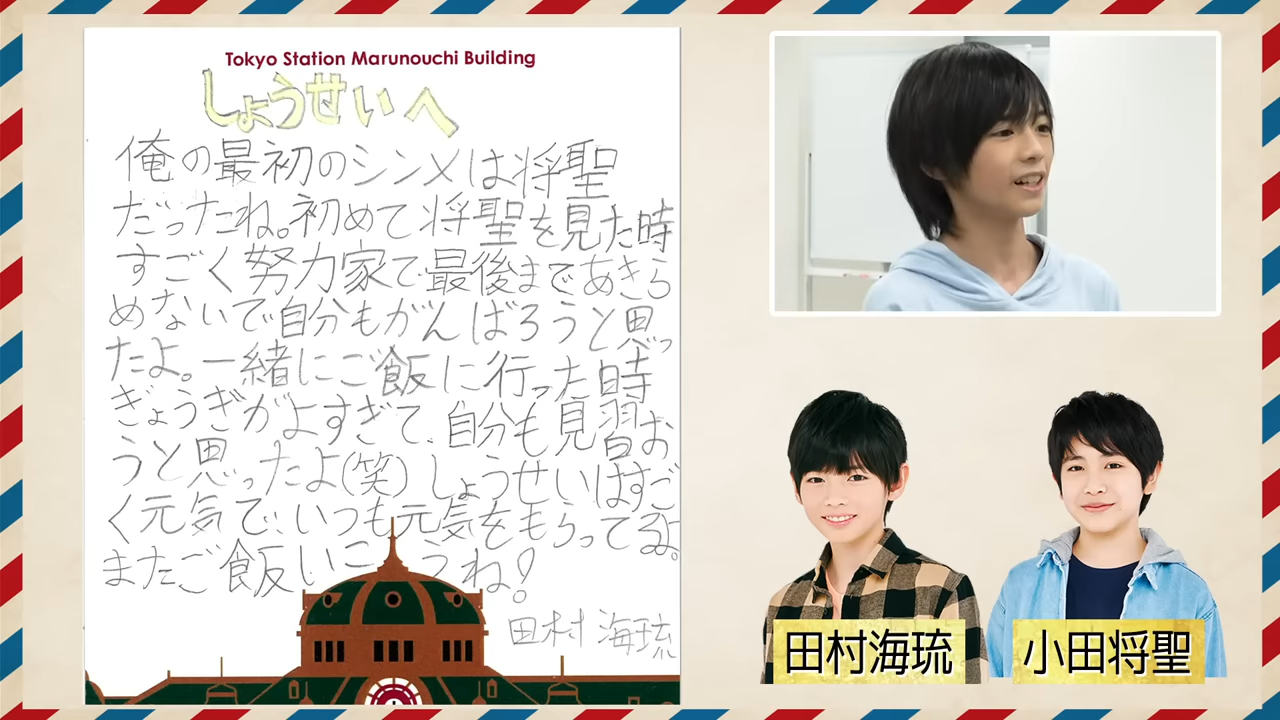 Tokyo Station Marunouchi Building
しょうせいへ
俺の最初のシンメは将聖
だったね。初めて将聖を見た時
すごく努力家で最後まであきら
めないで自分もがんばろうと思っ
たよ。一緒にご飯に行った時
ぎょうぎがよすぎて、自分も見習お
うと思ったよ(笑)しょうせいはすご
く元気で、いつも元気をもらってるよ。
またご飯いこうね!
田村海琉
田村海琉
小田将聖